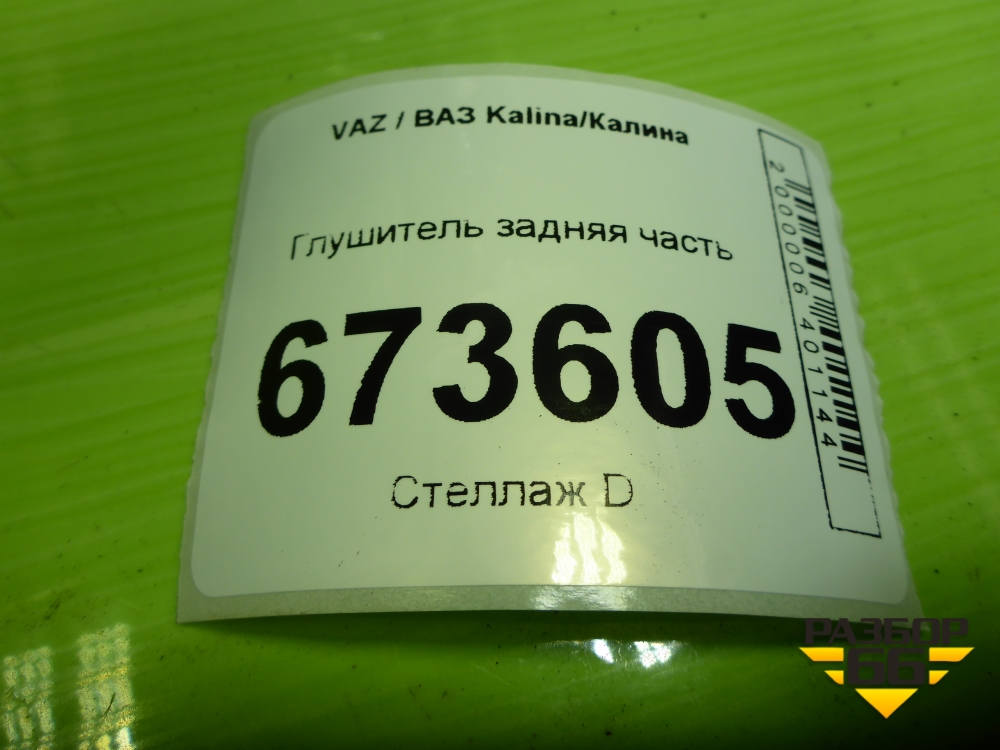 VAZ / ВАЗ Kalina/Калина
Глушитель задняя часть
673605
Стеллаж D
2000006401144
РАЗБОР
66